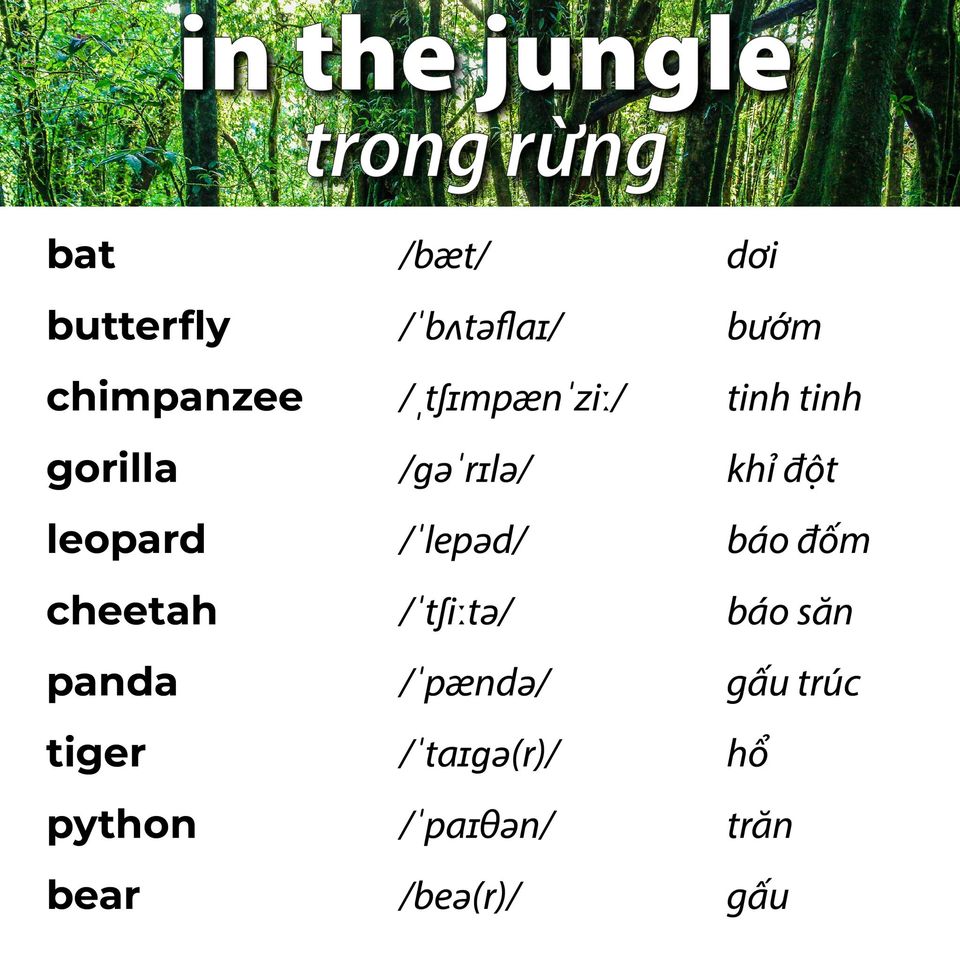 in the jungle
trong rừng
bat /bæt/ dơi
butterfly /ˈbʌtəflaɪ/ bướm
chimpanzee /ˌtʃɪmpænˈziː/ tinh tinh
gorilla /ɡəˈrɪlə/ khỉ đột
leopard /ˈlepəd/ báo đốm
cheetah /ˈtʃiːtə/ báo săn
panda /ˈpændə/ gấu trúc
tiger /ˈtaɪɡə(r)/ hổ
python /ˈpaɪθən/ trăn
bear /beə(r)/ gấu